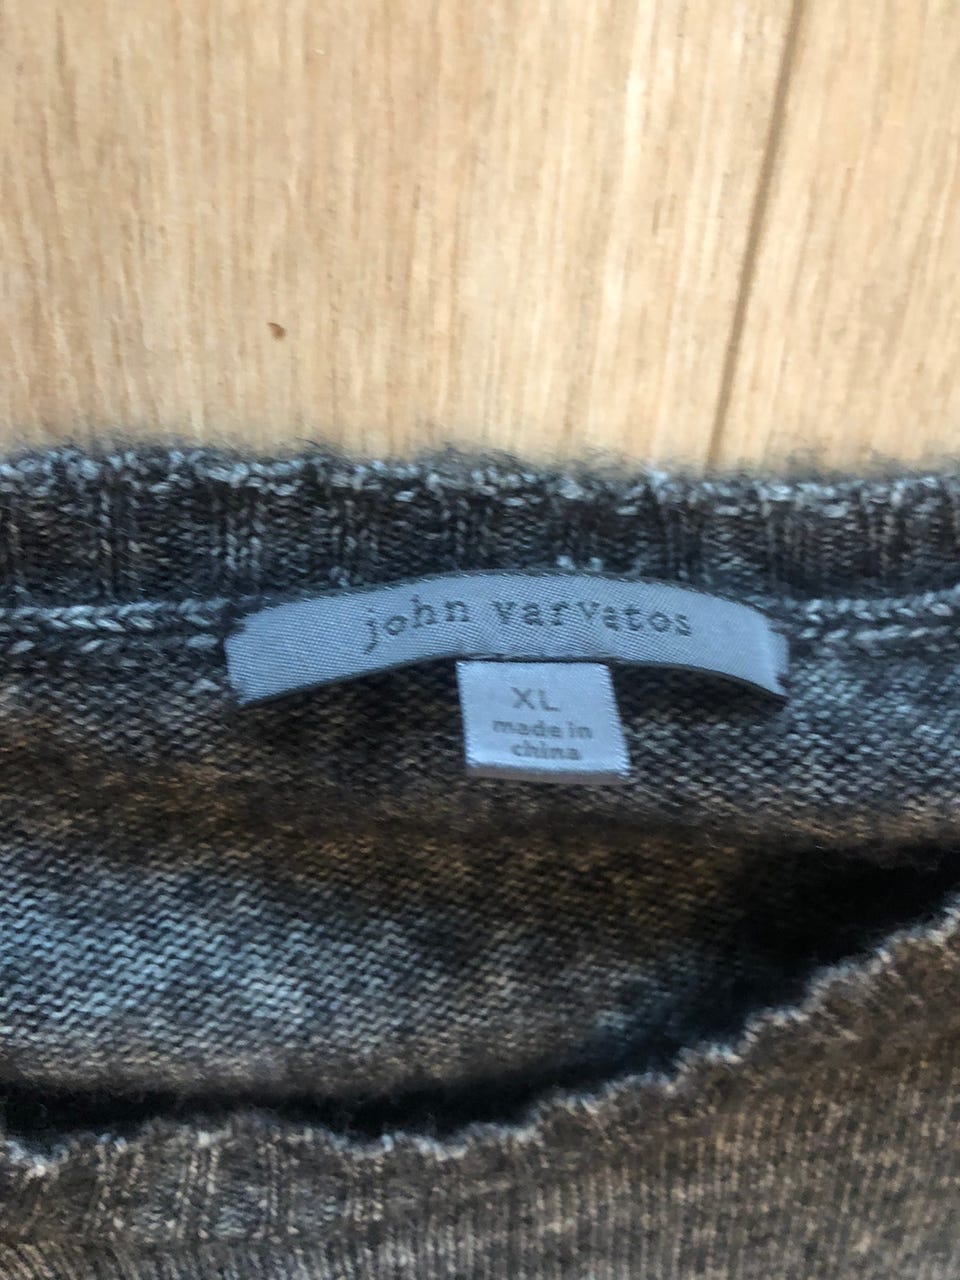 john varvatos
XL
made in
china